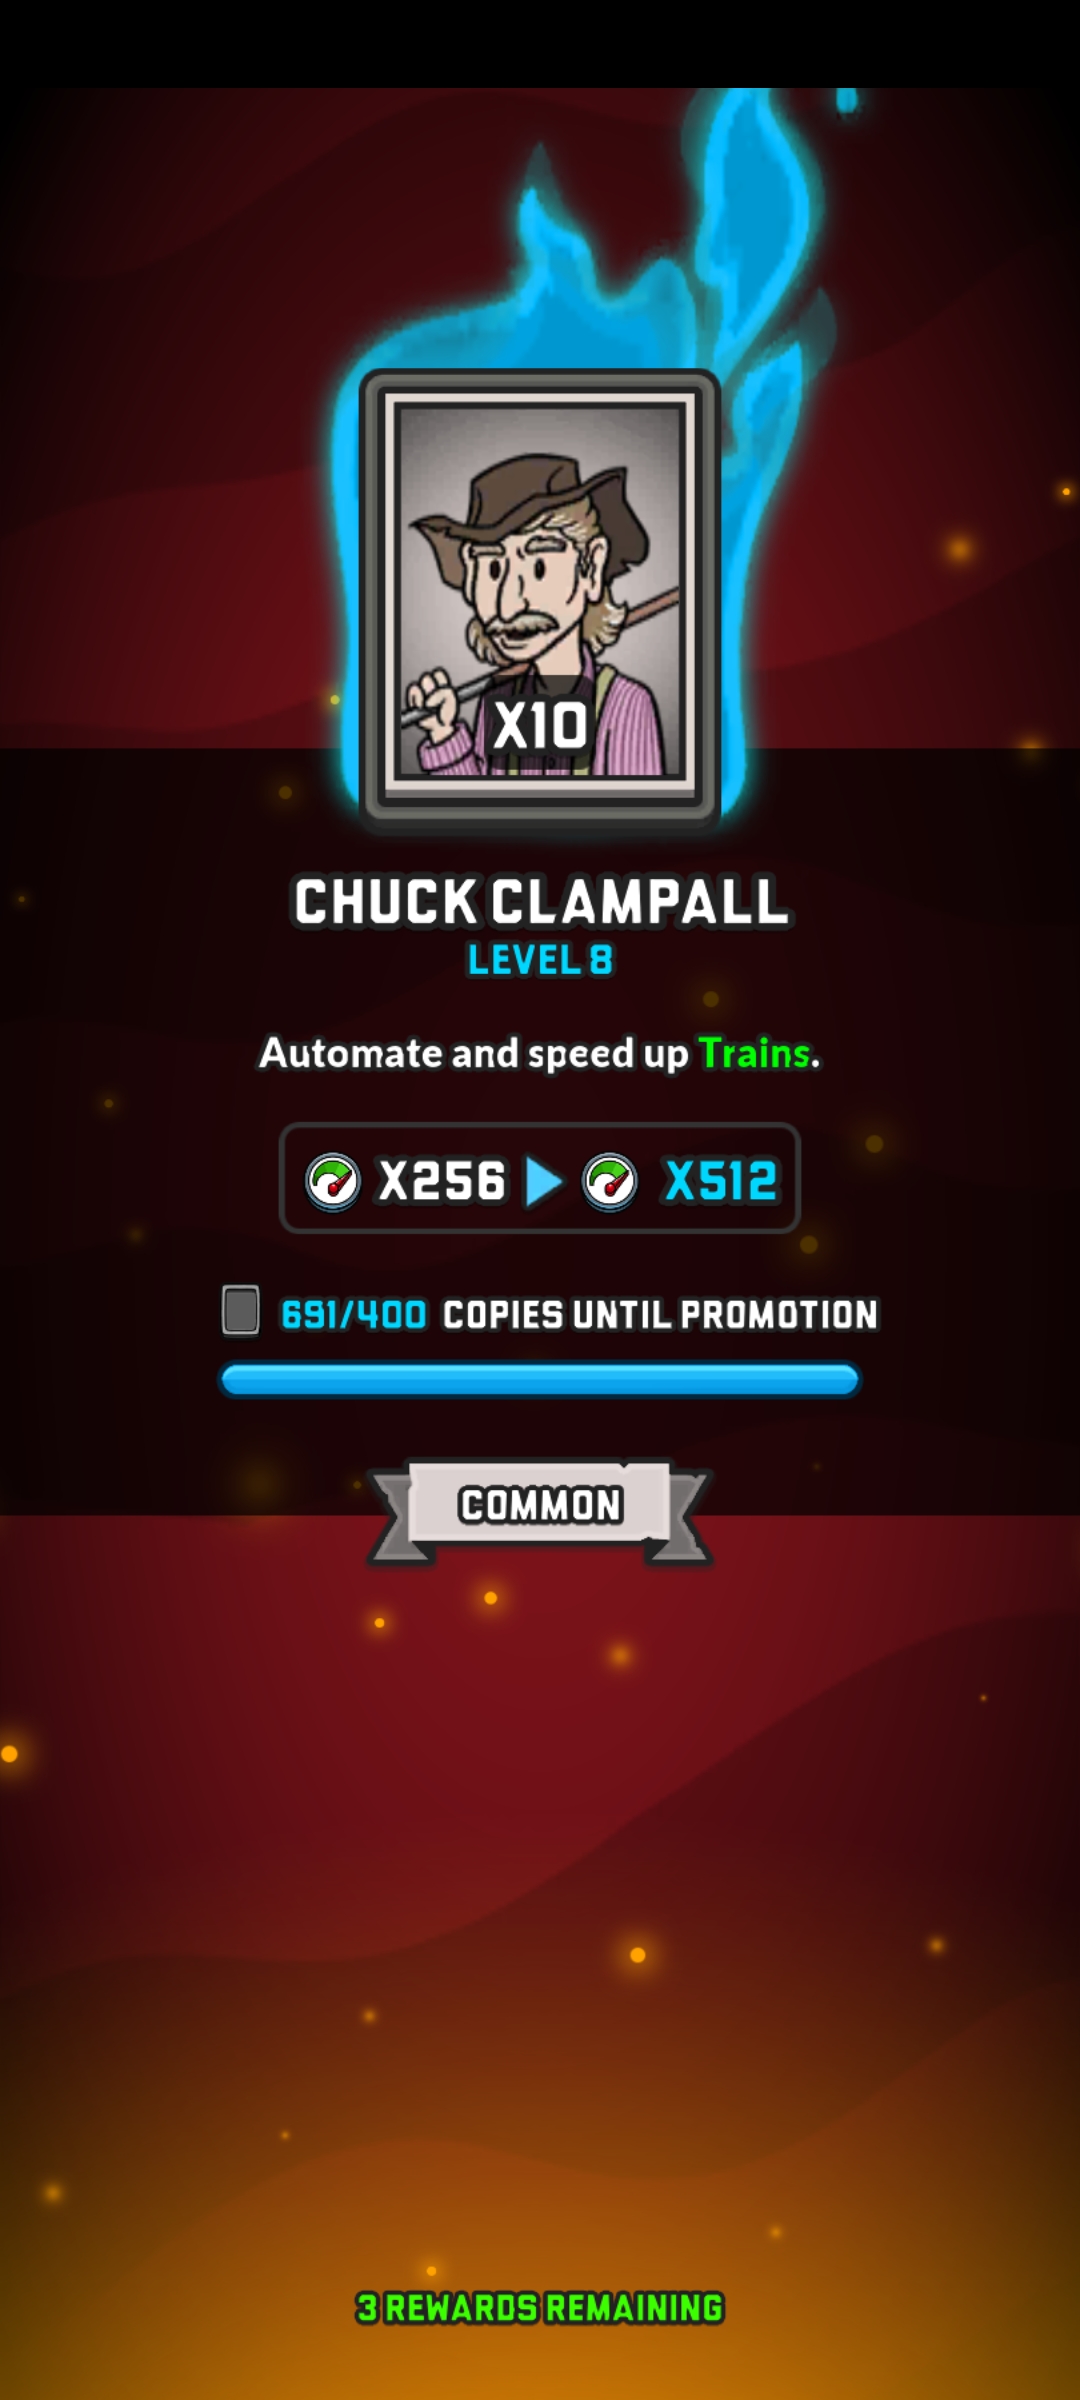 X10
CHUCK CLAMPALL
LEVEL 8
Automate and speed up Trains.
X256 X512
691/400 COPIES UNTIL PROMOTION
COMMON
3 REWARDS REMAINING